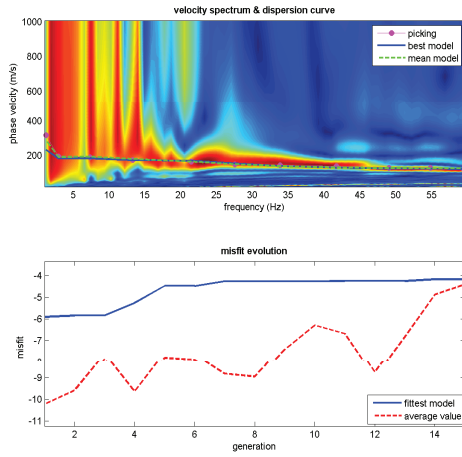 velocity spectrum & dispersion curve
1000
800
600
400
200
phase velcity (m/s)
picking
best model
mean model
5 10 15 20 25 30 35 40 45 50 55
frequency (Hz)
misfit evolution
-4
-5
-6
-8
-9
-10
-11
misfit
fittest model
average value
2 4 6 8 10 12 14
generation